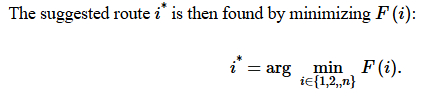 The suggested route i* is then found by minimizing F(i):
i* = arg min F(i).
i∈{1,2,,n}